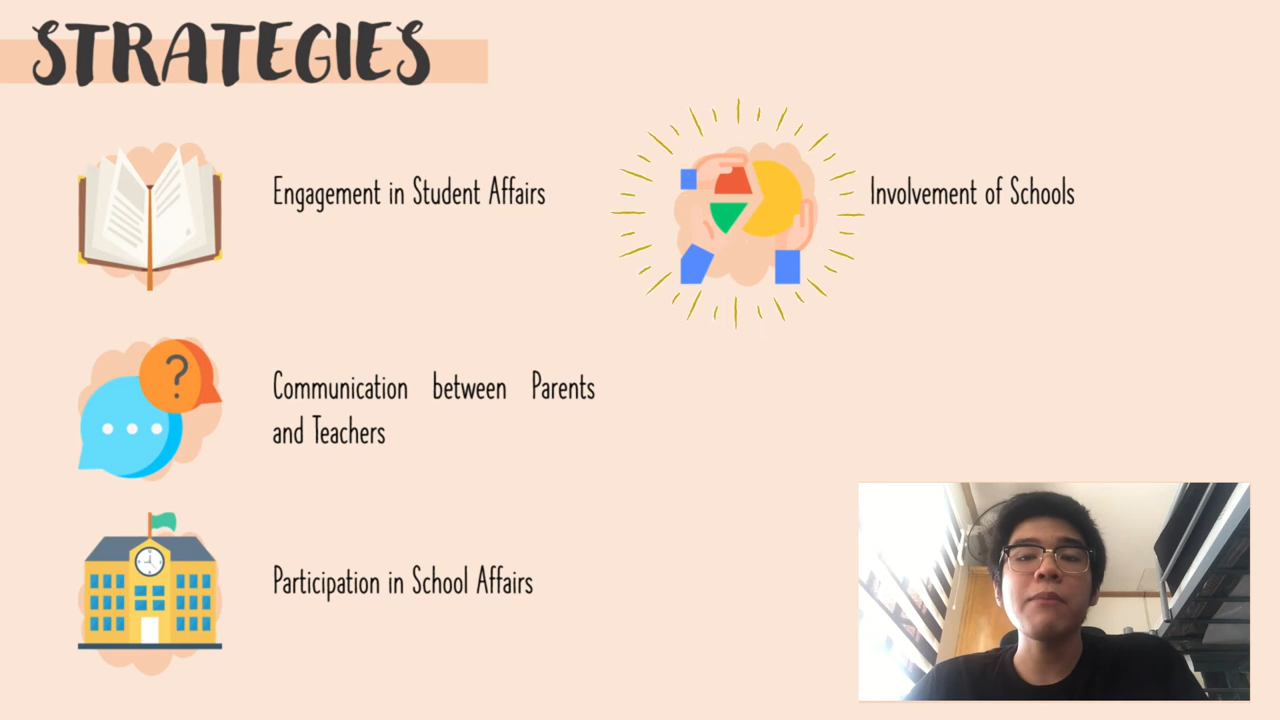 STRATEGIES
Engagement in Student Affairs
Involvement of Schools
Communication between Parents
and Teachers
Participation in School Affairs